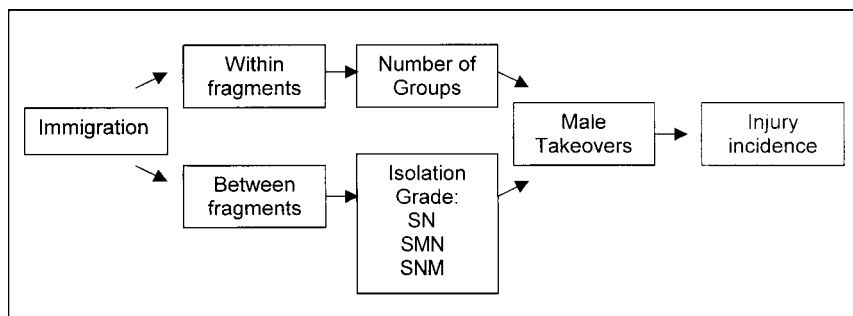 Immigration
Within
fragments
Number of
Groups
Between
fragments
Isolation
Grade:
SN
SMN
SNM
Male
Takeovers
Injury
incidence